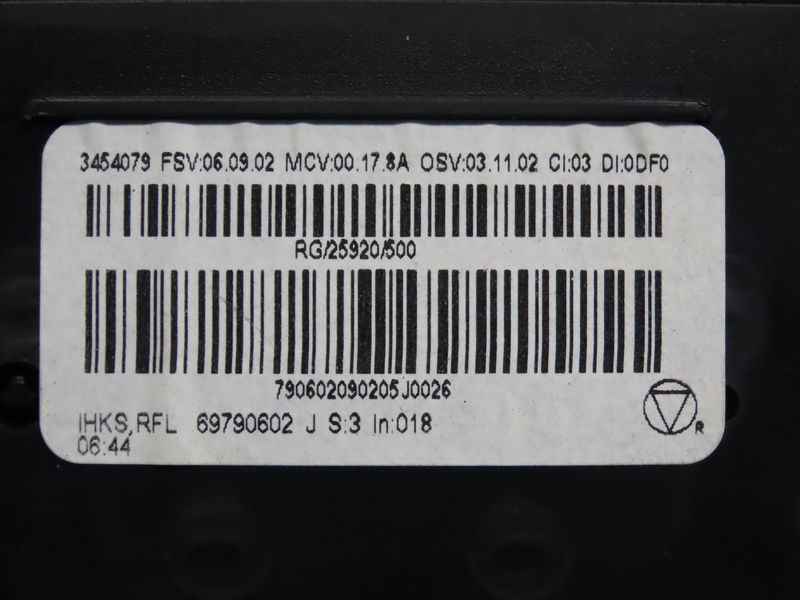 3454079 FSV:06.09.02 MCV:00.17.8A OSV:03.11.02 CI:03 DI:0DF0
RG/25920/500
790602090205J0026
IHKS,RFL 69790602 J S:3 In:018
06:44
R